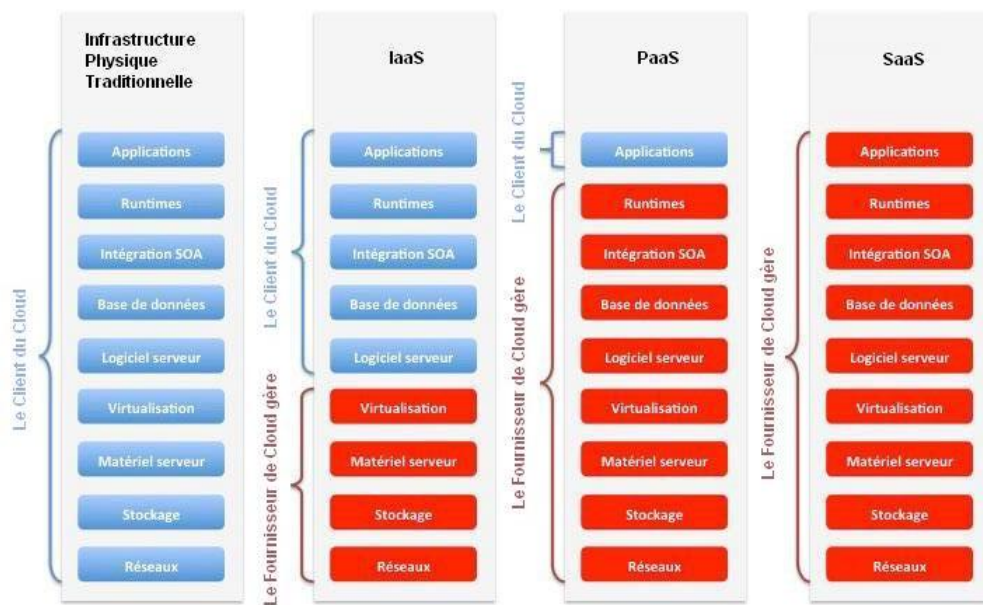 Infrastructure
Physique
Traditionnelle
Le Client du Cloud
Applications
Runtimes
Intégration SOA
Base de données
Logiciel serveur
Virtualisation
Matériel serveur
Stockage
Réseaux
IaaS
Le Client du Cloud
Le Fournisseur de Cloud gère
Applications
Runtimes
Intégration SOA
Base de données
Logiciel serveur
Virtualisation
Matériel serveur
Stockage
Réseaux
PaaS
Le Client du Cloud
Le Fournisseur de Cloud gère
Applications
Runtimes
Intégration SOA
Base de données
Logiciel serveur
Virtualisation
Matériel serveur
Stockage
Réseaux
SaaS
Le Fournisseur de Cloud gère
Applications
Runtimes
Intégration SOA
Base de données
Logiciel serveur
Virtualisation
Matériel serveur
Stockage
Réseaux